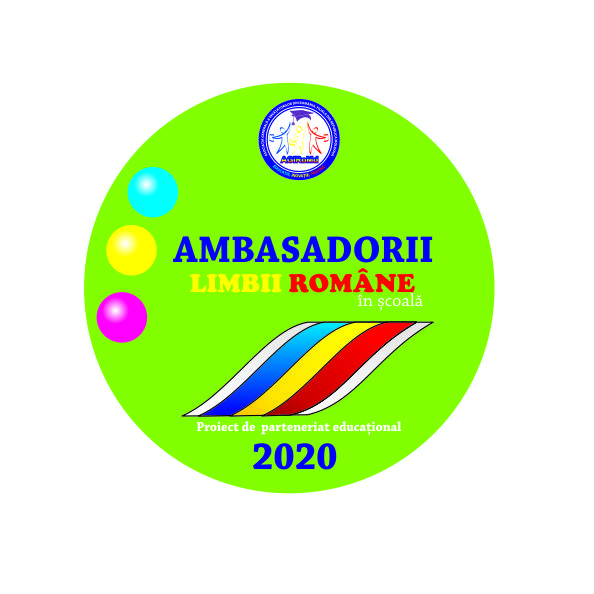 AMBASADORII
LIMBII ROMÂNE
în școală
Proiect de parteneriat educațional
2020